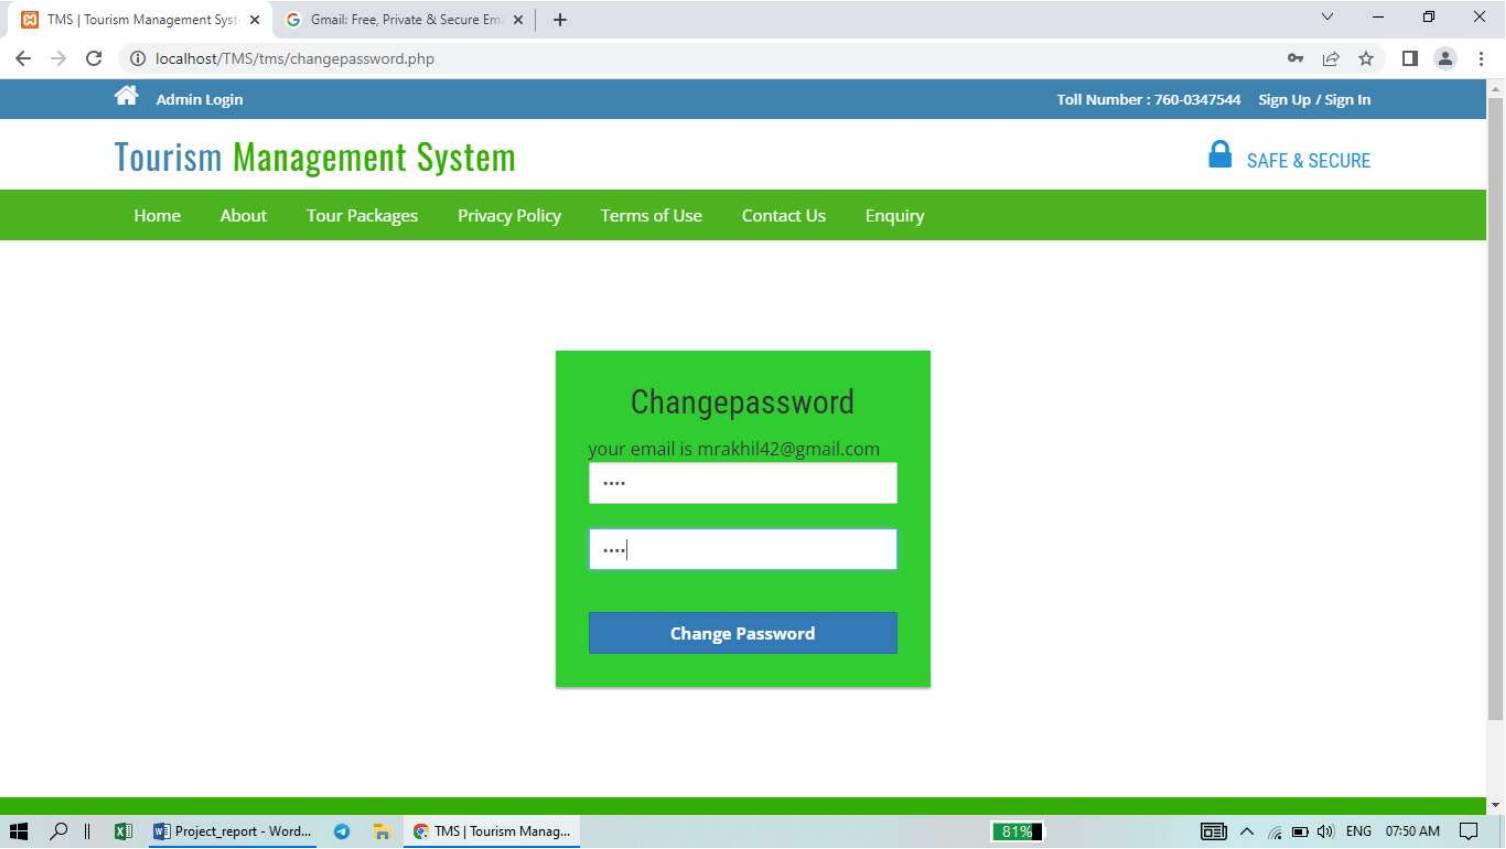 TMS | Tourism Management Syst
Gmail: Free, Private & Secure Em
localhost/TMS/tms/changepassword.php
Admin Login
Toll Number : 760-0347544 Sign Up / Sign In
Tourism Management System
SAFE & SECURE
Home About Tour Packages Privacy Policy Terms of Use Contact Us Enquiry
Changepassword
your email is mrakhil42@gmail.com
••••
••••
Change Password
Project_report - Word...
TMS | Tourism Manag...
81%
ENG 07:50 AM